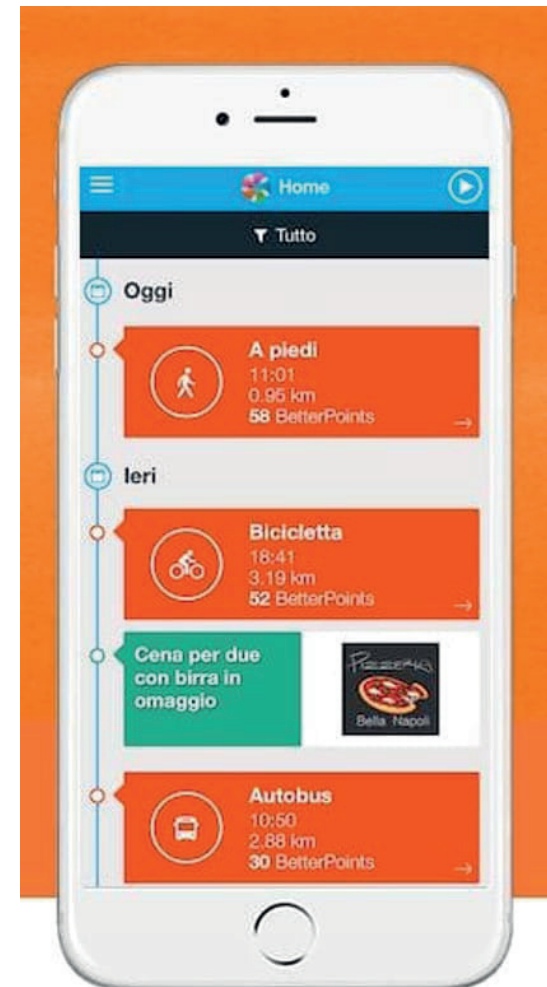 Home
Tutto
Oggi
A piedi
11:01
0.95 km
58 BetterPoints
Ieri
Bicicletta
18:41
3.19 km
52 BetterPoints
Cena per due
con birra in
omaggio
Pizzeria
Bella Napoli
Autobus
10:50
2.88 km
30 BetterPoints